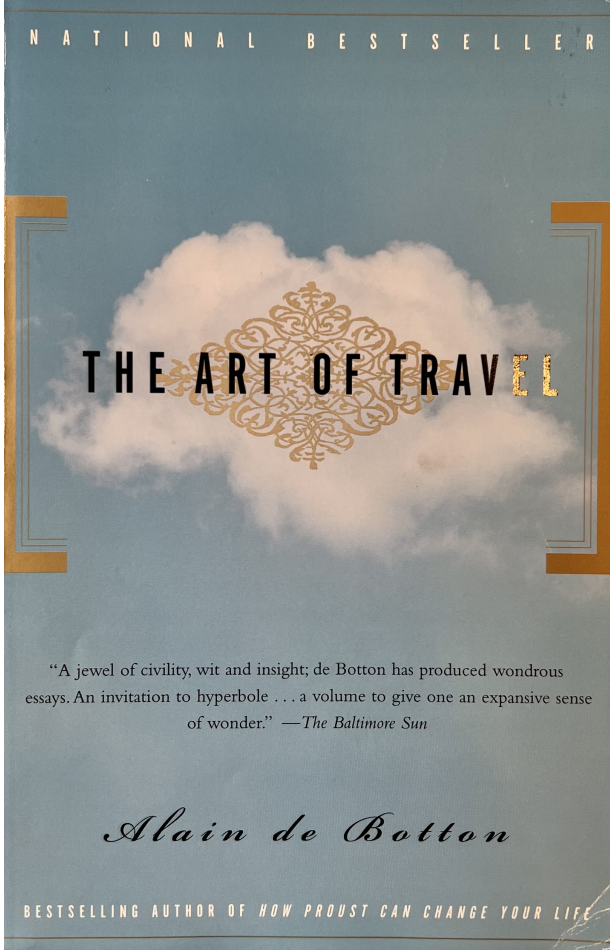 NATIONAL BESTSELLER
THE ART OF TRAVEL
“A jewel of civility, wit and insight; de Botton has produced wondrous
essays. An invitation to hyperbole . . . a volume to give one an expansive sense
of wonder.” —The Baltimore Sun
Alain de Botton
BESTSELLING AUTHOR OF HOW PROUST CAN CHANGE YOUR LIFE